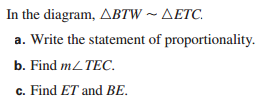 In the diagram, △BTW ~ △ETC.
a. Write the statement of proportionality.
b. Find m∠TEC.
c. Find ET and BE.